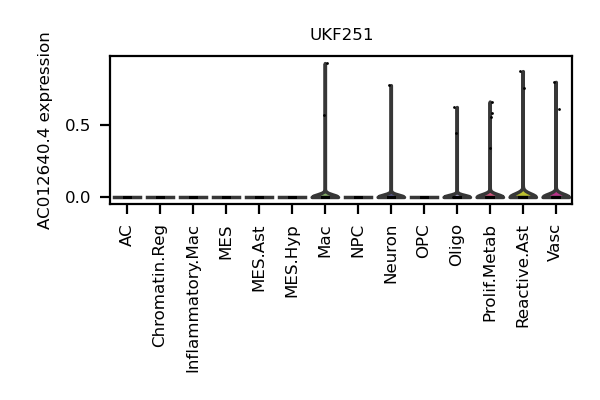 UKF251
AC012640.4 expression
0.5
0.0
AC
Chromatin.Reg
Inflammatory.Mac
MES
MES.Ast
MES.Hyp
Mac
NPC
Neuron
OPC
Oligo
Prolif.Metab
Reactive.Ast
Vasc